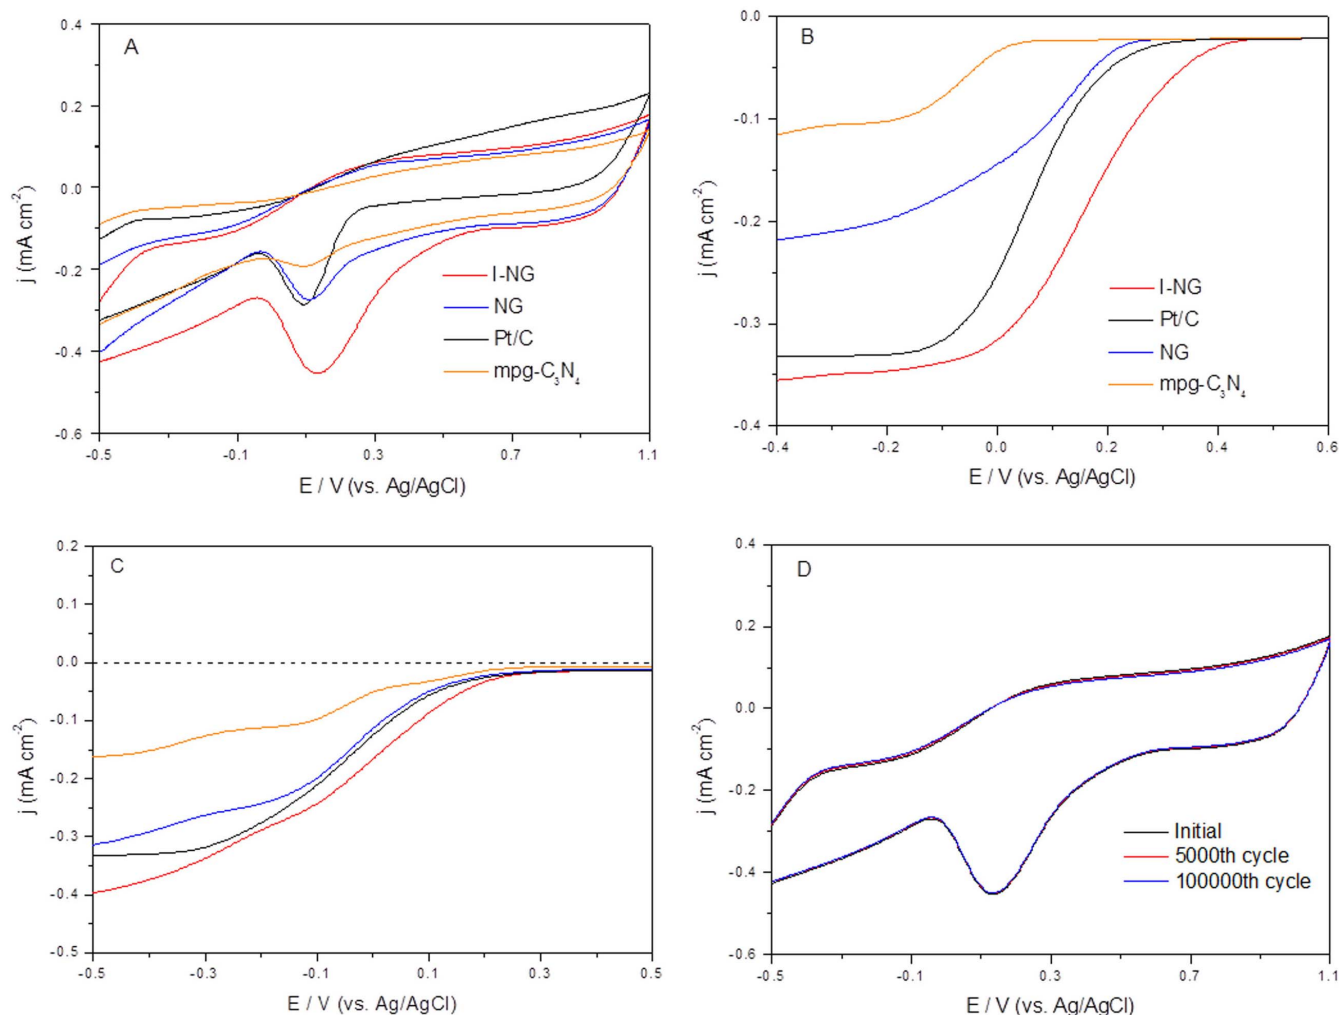 A
0.4
0.2
0.0
-0.2
-0.4
-0.6
j (mA cm⁻²)
I-NG
NG
Pt/C
mpg-C₃N₄
-0.5
-0.1
0.3
0.7
1.1
E / V (vs. Ag/AgCl)
B
0.0
-0.1
-0.2
-0.3
-0.4
j (mA cm⁻²)
I-NG
Pt/C
NG
mpg-C₃N₄
-0.4
-0.2
0.0
0.2
0.4
0.6
E / V (vs. Ag/AgCl)
C
0.2
0.1
0.0
-0.1
-0.2
-0.3
-0.4
-0.5
j (mA cm⁻²)
-0.5
-0.3
-0.1
0.1
0.3
0.5
E / V (vs. Ag/AgCl)
D
0.4
0.2
0.0
-0.2
-0.4
-0.6
j (mA cm⁻²)
Initial
5000th cycle
100000th cycle
-0.5
-0.1
0.3
0.7
1.1
E / V (vs. Ag/AgCl)